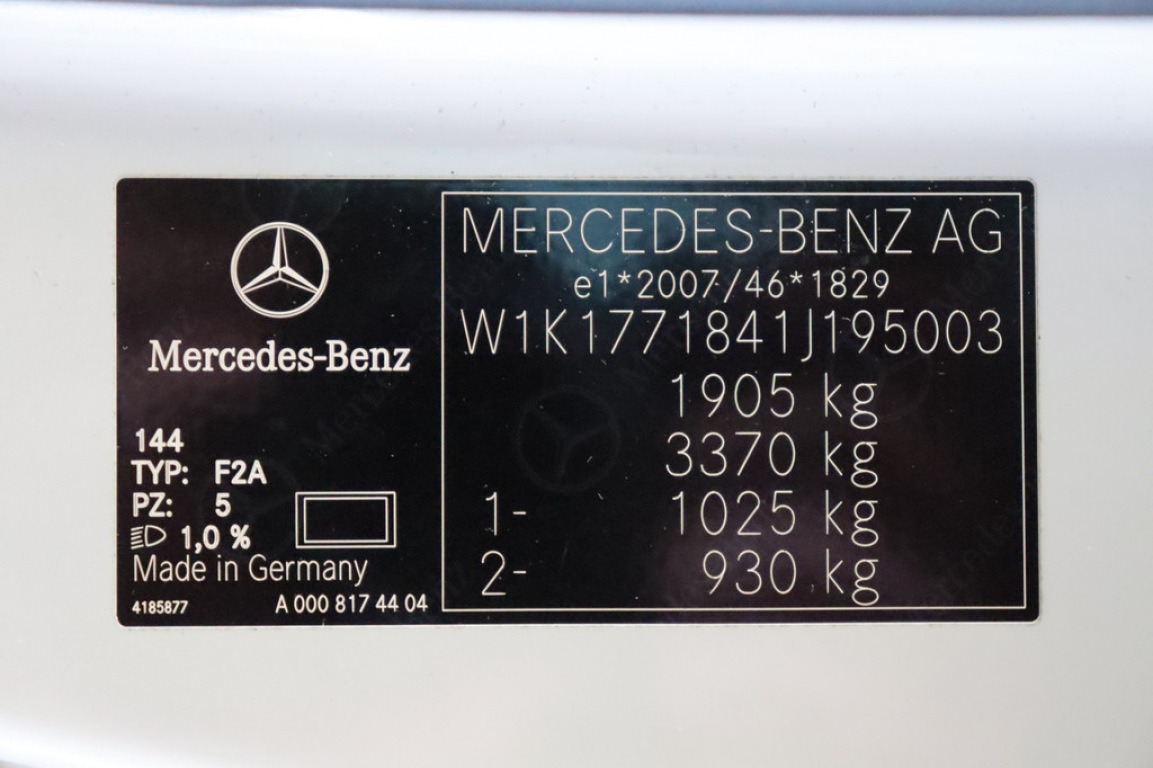 Mercedes-Benz
144
TYP: F2A
PZ: 5
1,0 %
Made in Germany
4185877 A 000 817 44 04
MERCEDES-BENZ AG
e1*2007/46*1829
W1K1771841J195003
1905 kg
3370 kg
1- 1025 kg
2- 930 kg